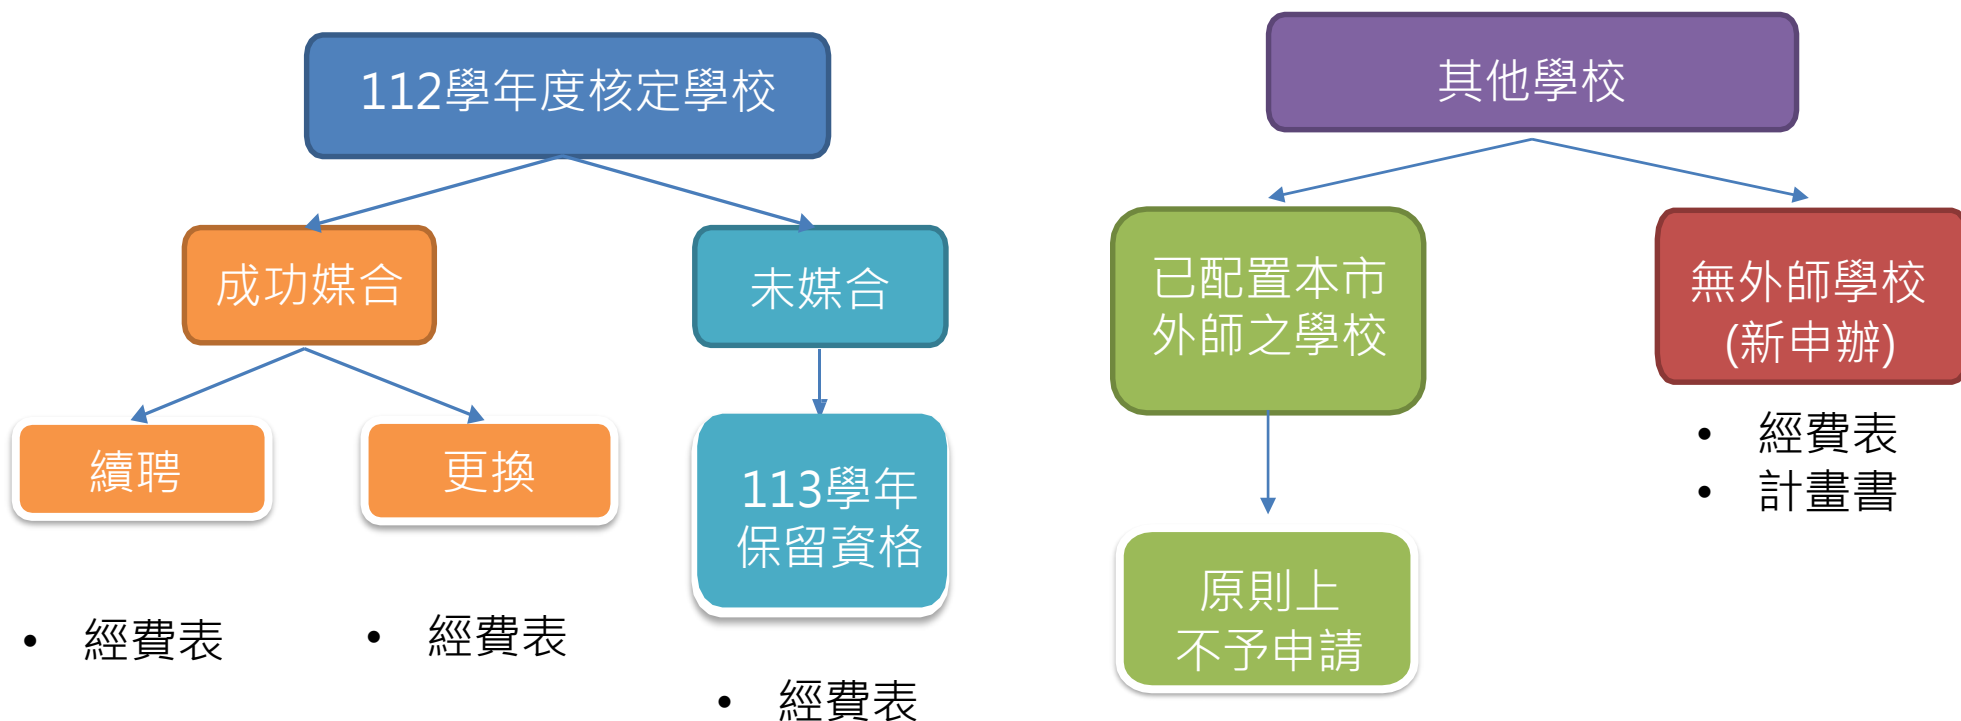 112學年度核定學校
成功媒合
未媒合
續聘
更換
113學年
保留資格
• 經費表
• 經費表
• 經費表
其他學校
已配置本市
外師之學校
無外師學校
(新申辦)
• 經費表
• 計畫書
原則上
不予申請